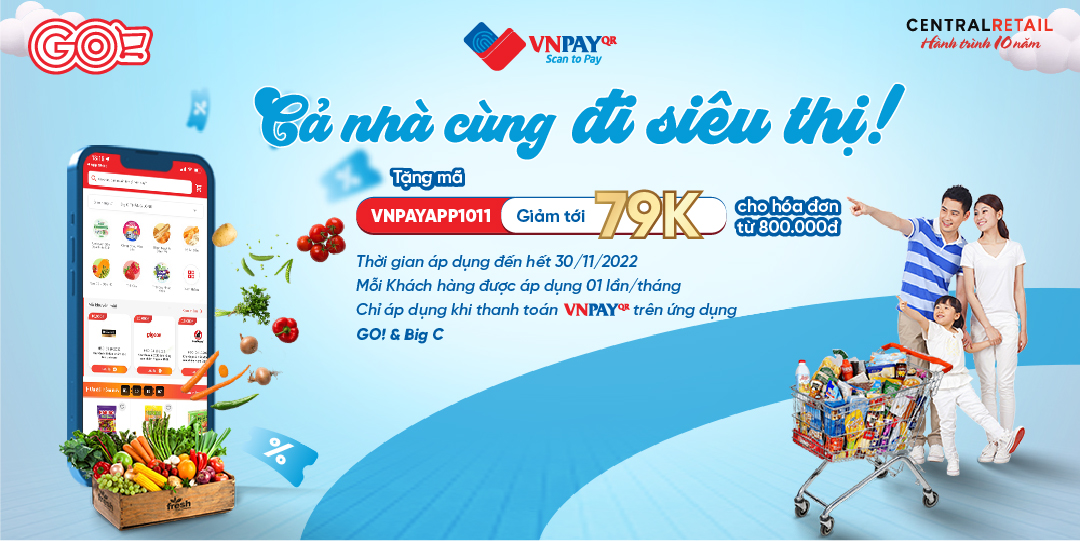 GO!
VNPAY QR
Scan to Pay
CENTRALRETAIL
Hành trình 10 năm
Cả nhà cùng đi siêu thị!
Tặng mã
VNPAYAPP1011 Giảm tới 79K
cho hóa đơn
từ 800.000đ
Thời gian áp dụng đến hết 30/11/2022
Mỗi Khách hàng được áp dụng 01 lần/tháng
Chỉ áp dụng khi thanh toán VNPAY QR trên ứng dụng
GO! & Big C
%
fresh